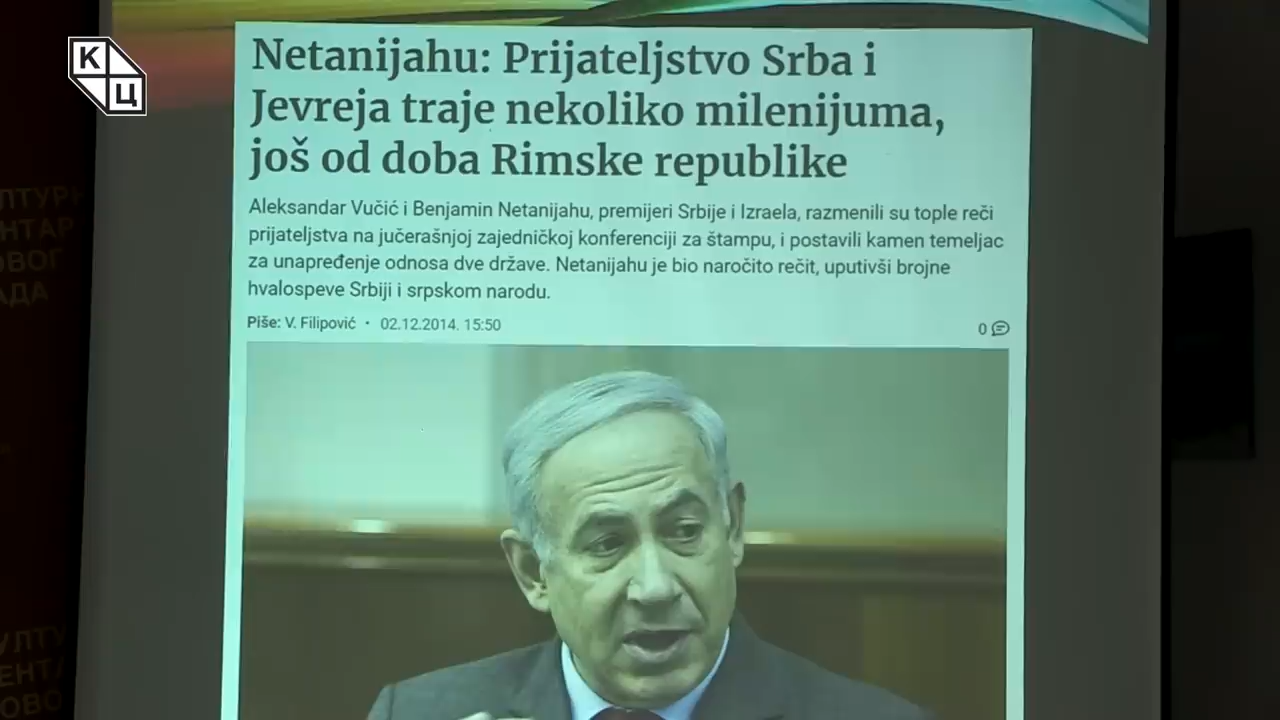 К
Ц
Netanijahu: Prijateljstvo Srba i
Jevreja traje nekoliko milenijuma,
još od doba Rimske republike
Aleksandar Vučić i Benjamin Netanijahu, premijeri Srbije i Izraela, razmenili su tople reči
prijateljstva na jučerašnjoj zajedničkoj konferenciji za štampu, i postavili kamen temeljac
za unapređenje odnosa dve države. Netanijahu je bio naročito rečit, uputivši brojne
hvalospeve Srbiji i srpskom narodu.
Piše: V. Filipović • 02.12.2014. 15:50
0